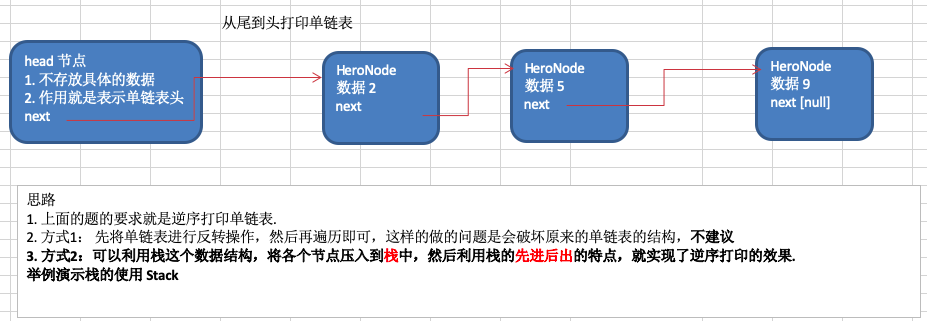 从尾到头打印单链表
head 节点
1. 不存放具体的数据
2. 作用就是表示单链表头
next
HeroNode
数据 2
next
HeroNode
数据 5
next
HeroNode
数据 9
next [null]
思路
1. 上面的题的要求就是逆序打印单链表.
2. 方式1： 先将单链表进行反转操作，然后再遍历即可，这样的做的问题是会破坏原来的单链表的结构，不建议
3. 方式2：可以利用栈这个数据结构，将各个节点压入到栈中，然后利用栈的先进后出的特点，就实现了逆序打印的效果.
举例演示栈的使用 Stack